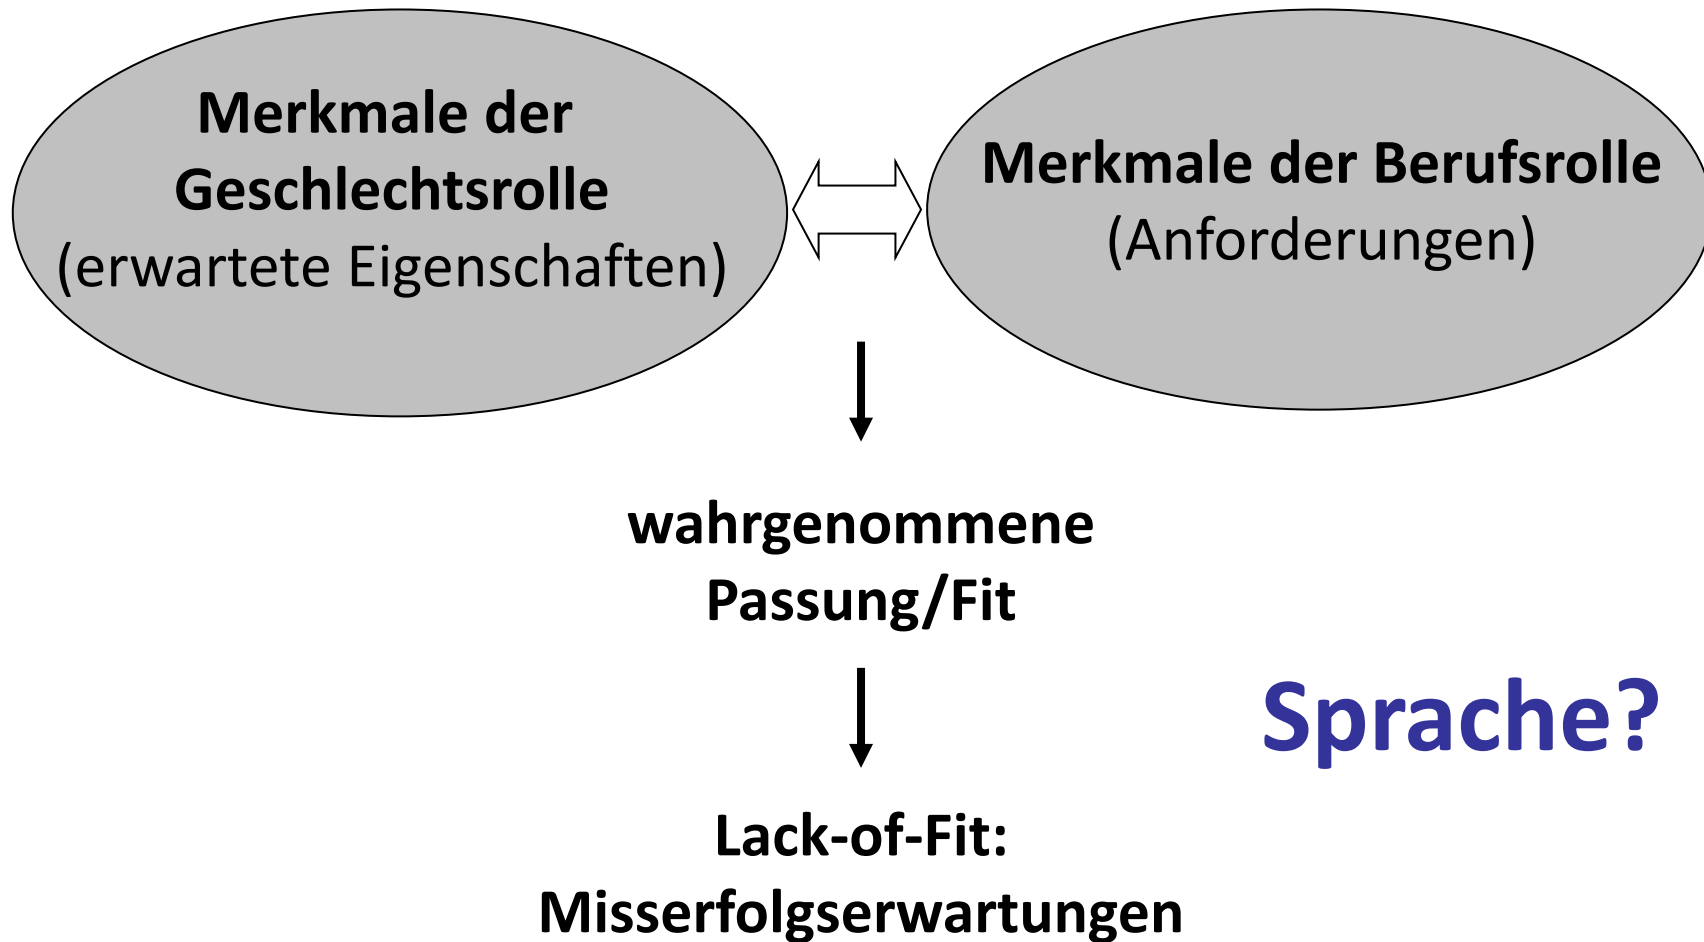 Merkmale der
Geschlechtsrolle
(erwartete Eigenschaften)
Merkmale der Berufsrolle
(Anforderungen)
wahrgenommene
Passung/Fit
Sprache?
Lack-of-Fit:
Misserfolgserwartungen